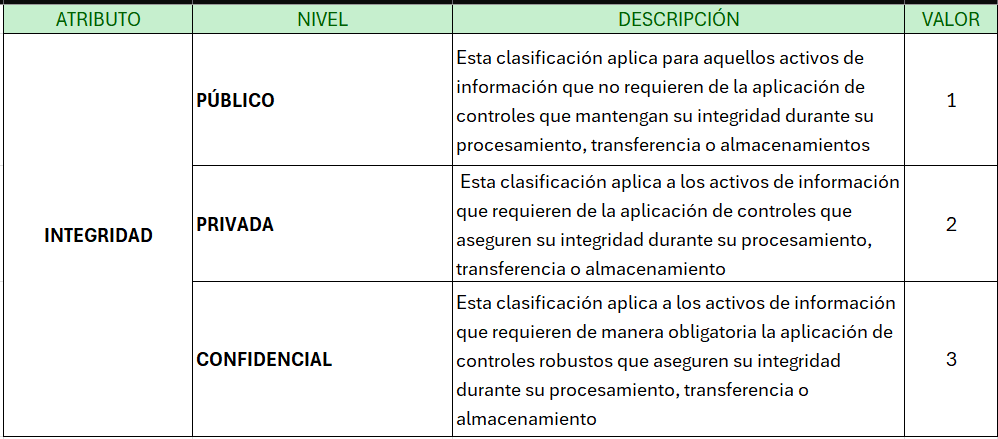 ATRIBUTO NIVEL DESCRIPCIÓN VALOR
INTEGRIDAD
PÚBLICO
Esta clasificación aplica para aquellos activos de
información que no requieren de la aplicación de
controles que mantengan su integridad durante su
procesamiento, transferencia o almacenamientos
1
PRIVADA
Esta clasificación aplica a los activos de información
que requieren de la aplicación de controles que
aseguren su integridad durante su procesamiento,
transferencia o almacenamiento
2
CONFIDENCIAL
Esta clasificación aplica a los activos de información
que requieren de manera obligatoria la aplicación de
controles robustos que aseguren su integridad
durante su procesamiento, transferencia o
almacenamiento
3